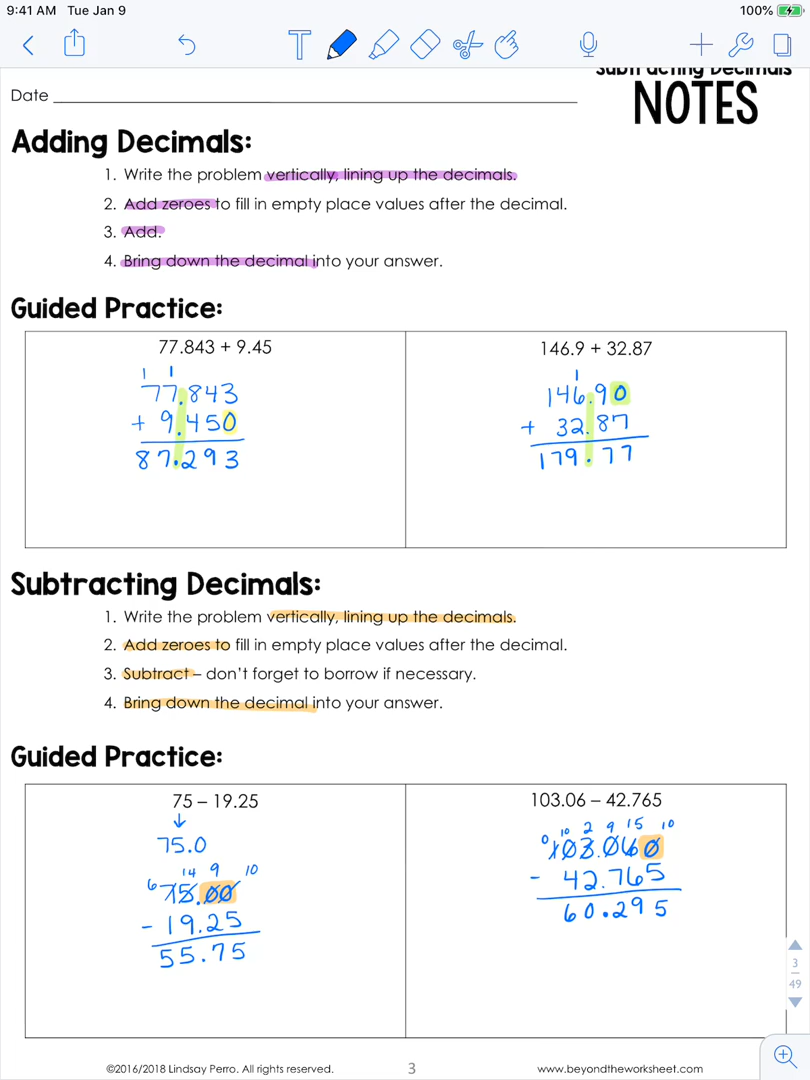 9:41 AM Tue Jan 9 100%
T
Subtracting Decimals
Date
NOTES
Adding Decimals:
1. Write the problem vertically, lining up the decimals.
2. Add zeroes to fill in empty place values after the decimal.
3. Add.
4. Bring down the decimal into your answer.
Guided Practice:
77.843 + 9.45
1 1
77.843
+ 9.450
87.293
146.9 + 32.87
1
146.90
+ 32.87
179.77
Subtracting Decimals:
1. Write the problem vertically, lining up the decimals.
2. Add zeroes to fill in empty place values after the decimal.
3. Subtract – don't forget to borrow if necessary.
4. Bring down the decimal into your answer.
Guided Practice:
75 – 19.25
↓
75.0
6 14 9 10
75.00
- 19.25
55.75
103.06 – 42.765
0 10 2 9 15 10
103.060
- 42.765
60.295
3
49
©2016/2018 Lindsay Perro. All rights reserved. 3 www.beyondtheworksheet.com